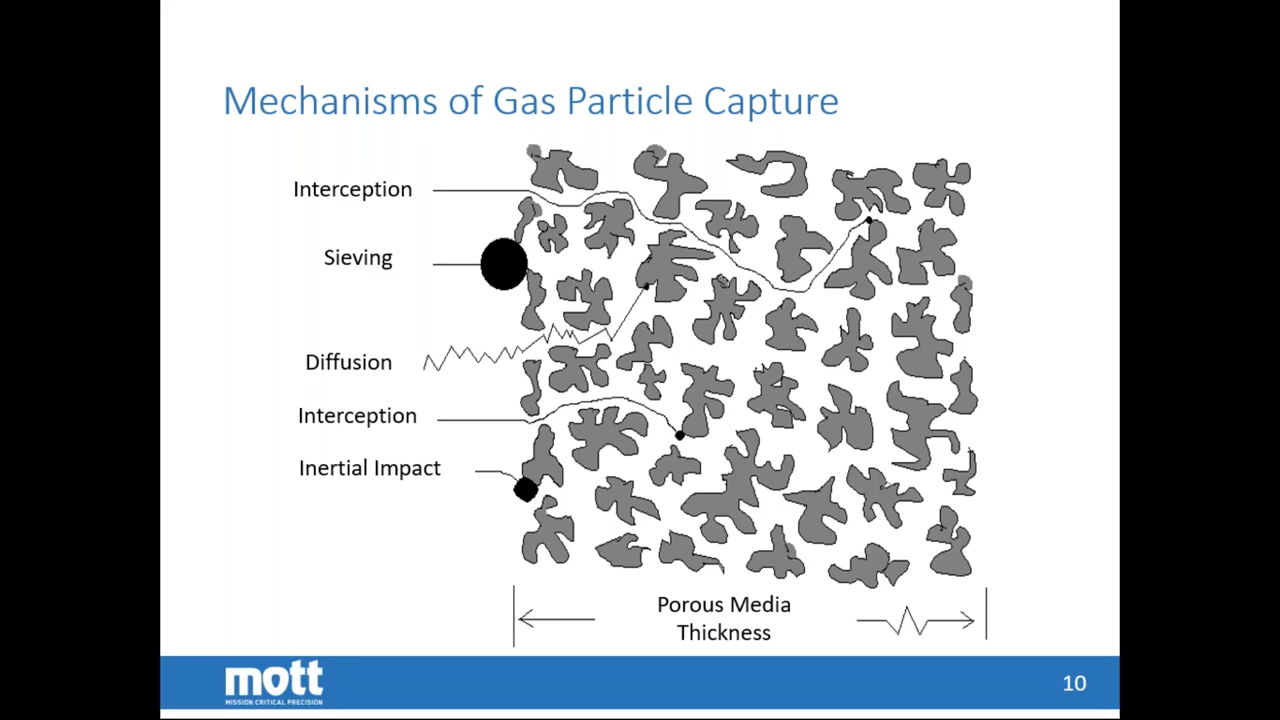 Mechanisms of Gas Particle Capture
Interception
Sieving
Diffusion
Interception
Inertial Impact
Porous Media
Thickness
mott
MISSION CRITICAL PRECISION
10